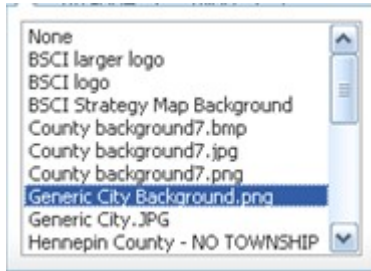 None
BSCI larger logo
BSCI logo
BSCI Strategy Map Background
County background7.bmp
County background7.jpg
County background7.png
Generic City Background.png
Generic City.JPG
Hennepin County - NO TOWNSHIP